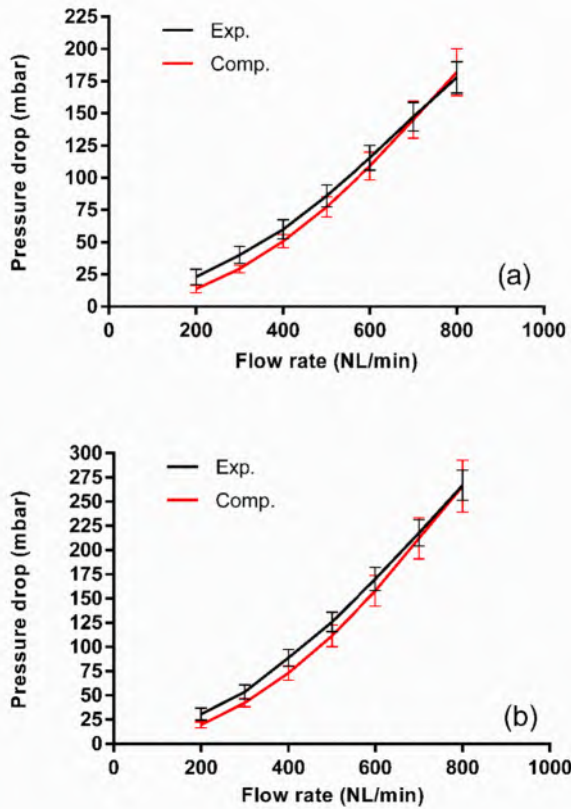 225
200
175
150
125
100
75
50
25
0
Pressure drop (mbar)
Exp.
Comp.
(a)
0 200 400 600 800 1000
Flow rate (NL/min)
300
275
250
225
200
175
150
125
100
75
50
25
0
Pressure drop (mbar)
Exp.
Comp.
(b)
0 200 400 600 800 1000
Flow rate (NL/min)